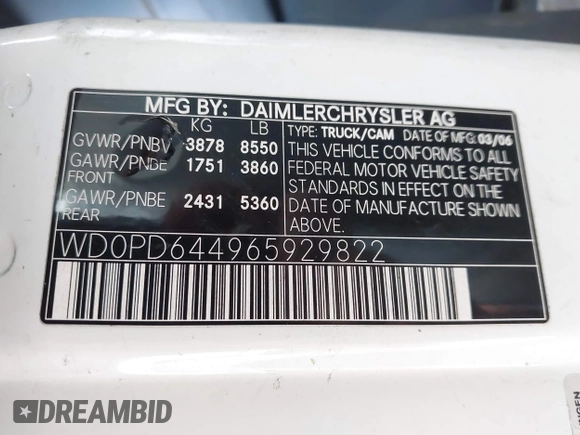 MFG BY: DAIMLERCHRYSLER AG
KG LB
GVWR/PNBV 3878 8550
GAWR/PNBE 1751 3860
FRONT
GAWR/PNBE 2431 5360
REAR
TYPE: TRUCK/CAM DATE OF MFG: 03/06
THIS VEHICLE CONFORMS TO ALL
FEDERAL MOTOR VEHICLE SAFETY
STANDARDS IN EFFECT ON THE
DATE OF MANUFACTURE SHOWN
ABOVE.
WD0PD644965929822
DREAMBID